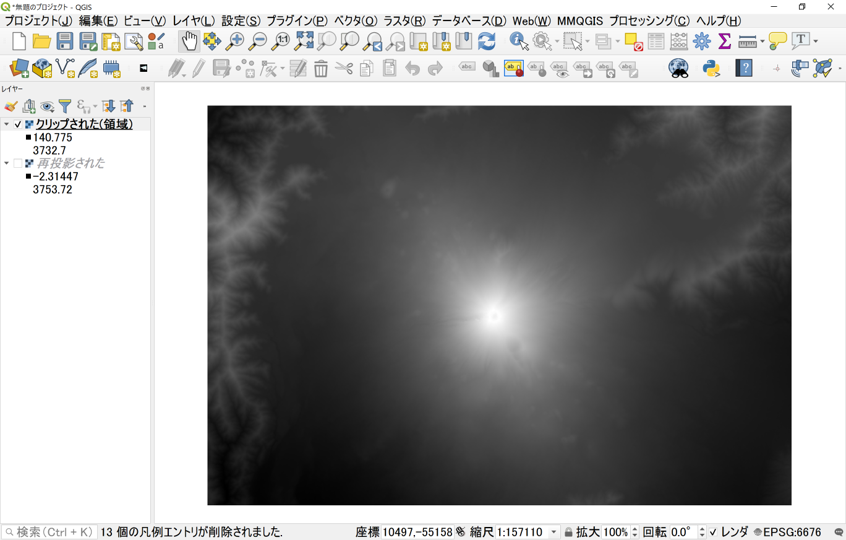 *無題のプロジェクト - QGIS
プロジェクト(J) 編集(E) ビュー(V) レイヤ(L) 設定(S) プラグイン(P) ベクタ(O) ラスタ(R) データベース(D) Web(W) MMQGIS プロセッシング(C) ヘルプ(H)
レイヤー
クリップされた(領域)
140.775
3732.7
再投影された
-2.31447
3753.72
検索(Ctrl + K) 13 個の凡例エントリが削除されました. 座標 10497,-55158 縮尺 1:157110 拡大 100% 回転 0.0° レンダ EPSG:6676